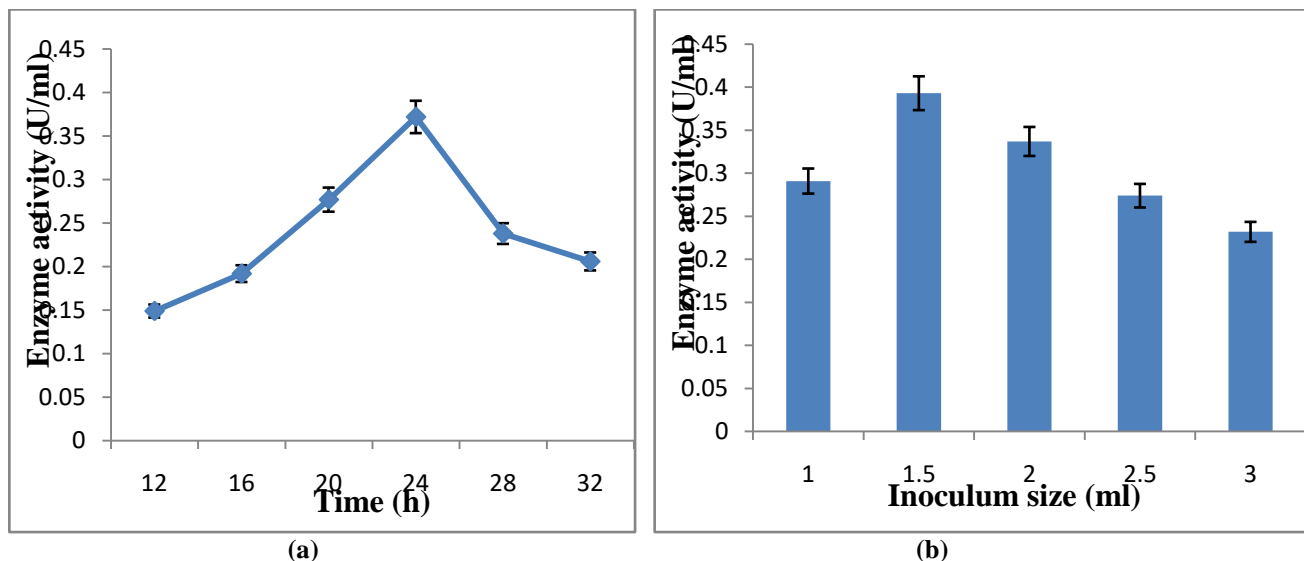 Enzyme activity (U/ml)
0.45
0.4
0.35
0.3
0.25
0.2
0.15
0.1
0.05
0
12 16 20 24 28 32
Time (h)
(a)
Enzyme activity (U/ml)
0.45
0.4
0.35
0.3
0.25
0.2
0.15
0.1
0.05
0
1 1.5 2 2.5 3
Inoculum size (ml)
(b)